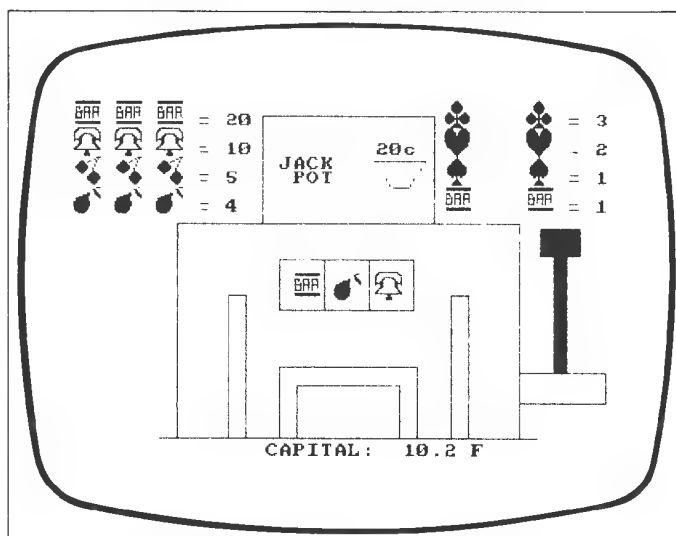 BAR BAR BAR = 20
= 10
= 5
= 4
JACK
POT
20c
= 3
- 2
= 1
BAR BAR = 1
BAR
CAPITAL: 10.2 F